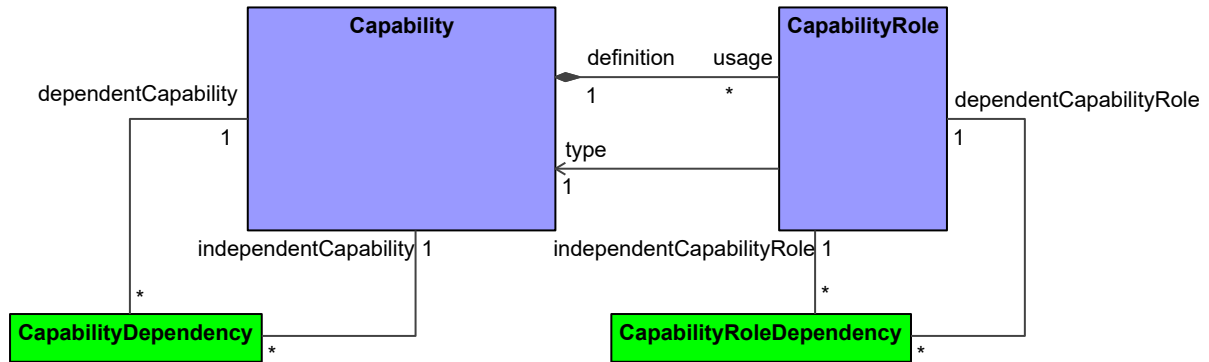 Capability
CapabilityRole
definition
usage
1
*
dependentCapability
1
dependentCapabilityRole
1
type
1
independentCapability
1
independentCapabilityRole
1
*
*
CapabilityDependency
*
CapabilityRoleDependency
*